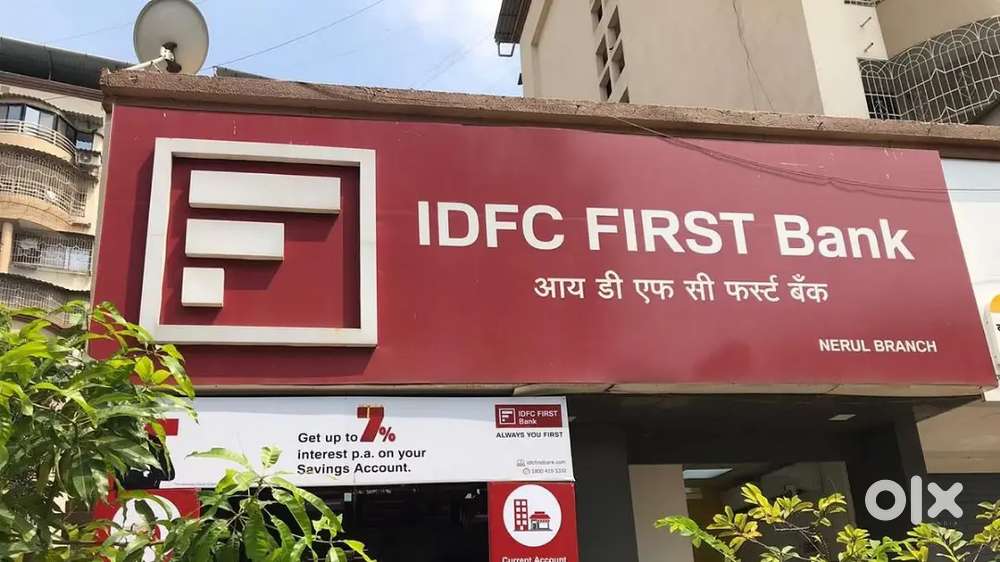 IDFC FIRST Bank
आय डी एफ सी फर्स्ट बँक
NERUL BRANCH
Get up to 7%
interest p.a. on your
Savings Account.
IDFC FIRST
Bank
ALWAYS YOU FIRST
Current Account
olx